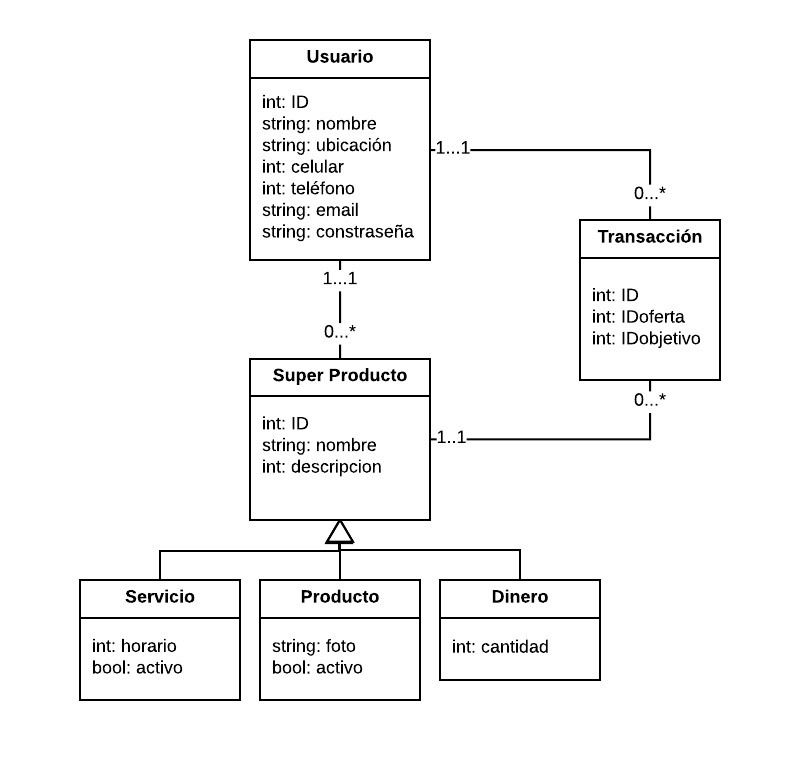 Usuario
int: ID
string: nombre
string: ubicación
int: celular
int: teléfono
string: email
string: constraseña
1...1
0...*
Transacción
int: ID
int: IDoferta
int: IDobjetivo
1...1
0...*
Super Producto
int: ID
string: nombre
int: descripcion
0...*
1..1
Servicio
int: horario
bool: activo
Producto
string: foto
bool: activo
Dinero
int: cantidad